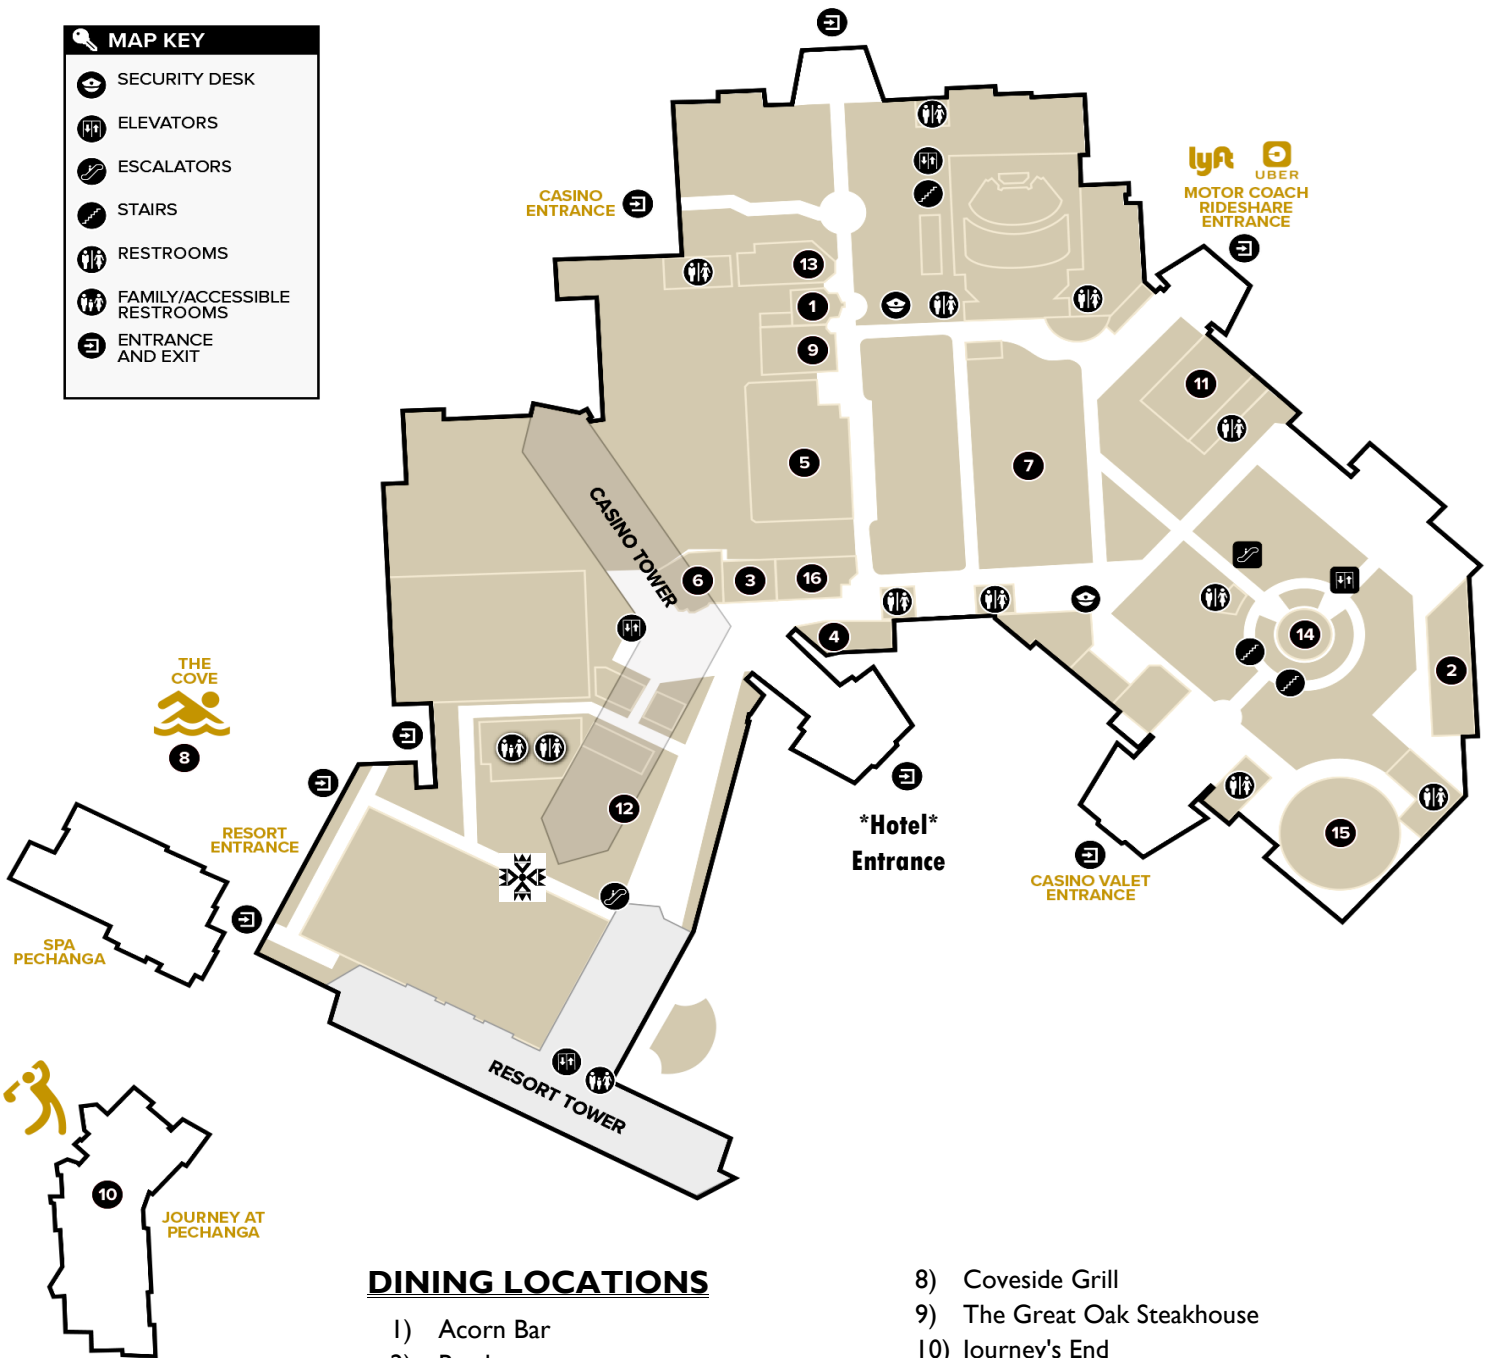 MAP KEY
SECURITY DESK
ELEVATORS
ESCALATORS
STAIRS
RESTROOMS
FAMILY/ACCESSIBLE
RESTROOMS
ENTRANCE
AND EXIT
CASINO
ENTRANCE
lyft
UBER
MOTOR COACH
RIDESHARE
ENTRANCE
13
1
9
11
5
7
CASINO TOWER
6
3
16
4
14
2
THE
COVE
8
12
*Hotel*
Entrance
15
RESORT
ENTRANCE
CASINO VALET
ENTRANCE
SPA
PECHANGA
RESORT TOWER
10
JOURNEY AT
PECHANGA
DINING LOCATIONS
1) Acorn Bar
8) Coveside Grill
9) The Great Oak Steakhouse
10) Journey's End